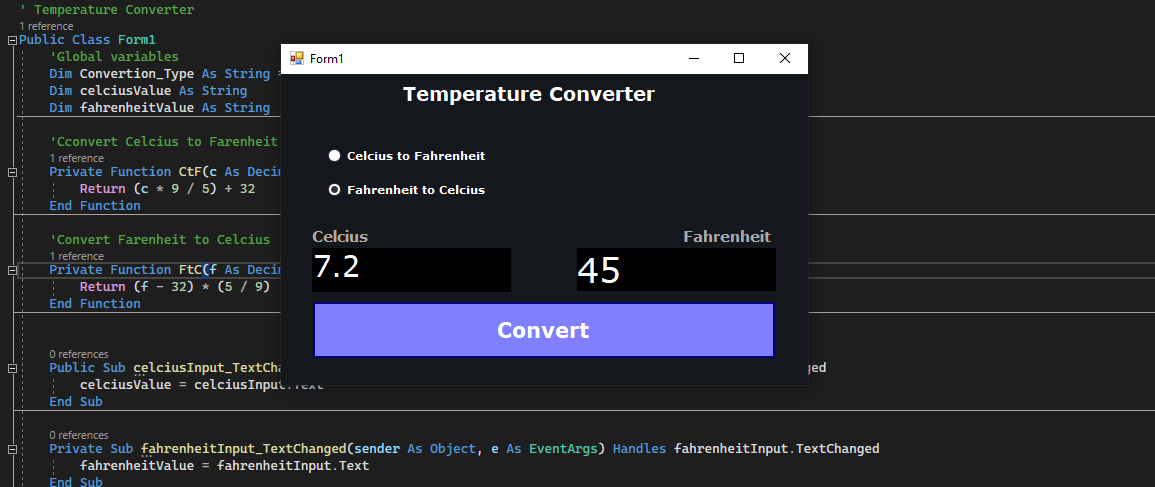 ' Temperature Converter
1 reference
Public Class Form1
'Global variables
Dim Convertion_Type As String =
Dim celciusValue As String
Dim fahrenheitValue As String
'Cconvert Celcius to Farenheit
1 reference
Private Function CtF(c As Deci
Return (c * 9 / 5) + 32
End Function
'Convert Farenheit to Celcius
1 reference
Private Function FtC(f As Deci
Return (f - 32) * (5 / 9)
End Function
0 references
Public Sub celciusInput_TextCha
ed
celciusValue = celciusInput.Text
End Sub
0 references
Private Sub fahrenheitInput_TextChanged(sender As Object, e As EventArgs) Handles fahrenheitInput.TextChanged
fahrenheitValue = fahrenheitInput.Text
End Sub
Form1
Temperature Converter
Celcius to Fahrenheit
Fahrenheit to Celcius
Celcius Fahrenheit
7.2 45
Convert